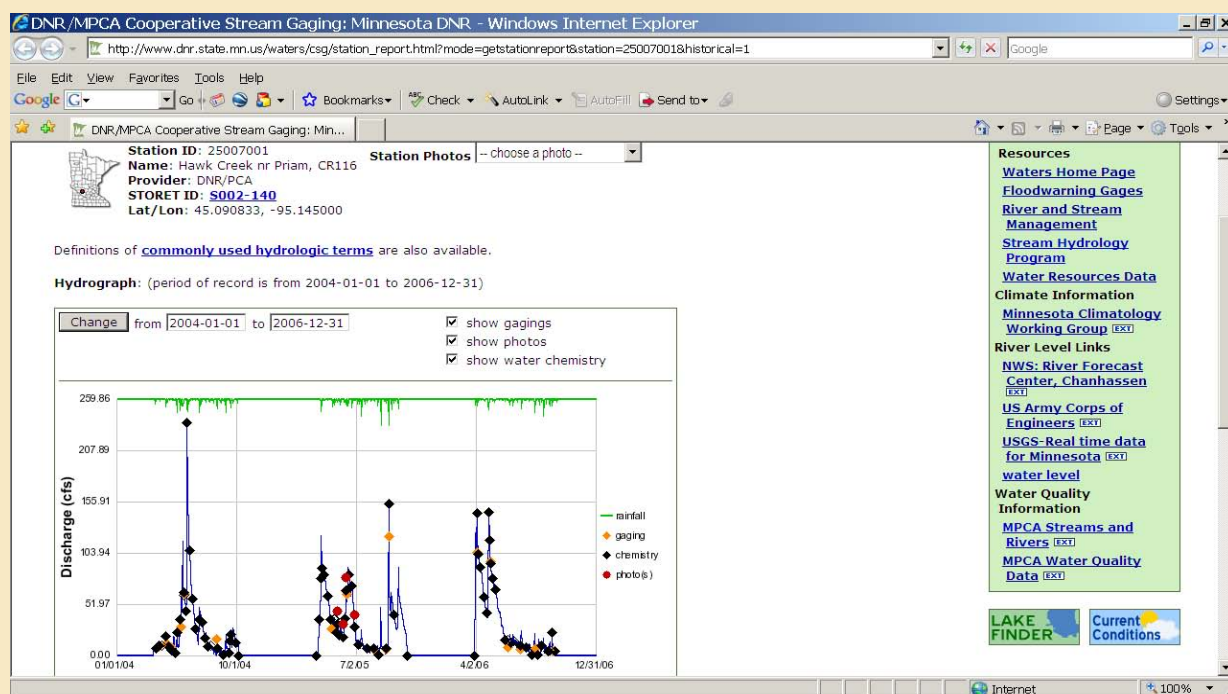 DNR/MPCA Cooperative Stream Gaging: Minnesota DNR - Windows Internet Explorer
http://www.dnr.state.mn.us/waters/csg/station_report.html?mode=getstationreport&station=25007001&historical=1
Google
File Edit View Favorites Tools Help
Google G Go Bookmarks ABC Check AutoLink AutoFill Send to Settings
DNR/MPCA Cooperative Stream Gaging: Min... Page Tools
Station ID: 25007001
Name: Hawk Creek nr Priam, CR116
Provider: DNR/PCA
STORET ID: S002-140
Lat/Lon: 45.090833, -95.145000
Station Photos -- choose a photo --
Definitions of commonly used hydrologic terms are also available.
Hydrograph: (period of record is from 2004-01-01 to 2006-12-31)
Change from 2004-01-01 to 2006-12-31
show gagings
show photos
show water chemistry
Discharge (cfs)
259.86
207.89
155.91
103.94
51.97
0.00
01/01/04 10/1/04 7/2/05 4/2/06 12/31/06
rainfall
gaging
chemistry
photo(s)
Resources
Waters Home Page
Floodwarning Gages
River and Stream
Management
Stream Hydrology
Program
Water Resources Data
Climate Information
Minnesota Climatology
Working Group EXT
River Level Links
NWS: River Forecast
Center, Chanhassen
EXT
US Army Corps of
Engineers EXT
USGS-Real time data
for Minnesota EXT
water level
Water Quality
Information
MPCA Streams and
Rivers EXT
MPCA Water Quality
Data EXT
LAKE
FINDER
Current
Conditions
Internet 100%